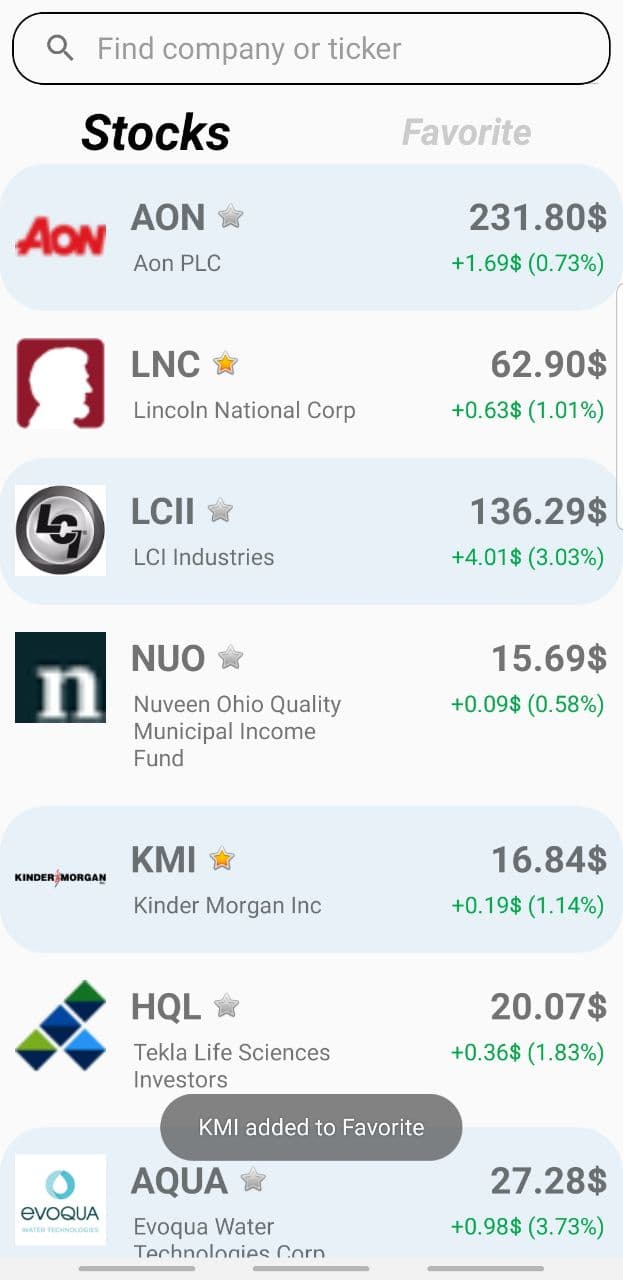 Find company or ticker
Stocks Favorite
AON
AON 231.80$
Aon PLC +1.69$ (0.73%)
LNC 62.90$
Lincoln National Corp +0.63$ (1.01%)
LCI
LCII 136.29$
LCI Industries +4.01$ (3.03%)
n
NUO 15.69$
Nuveen Ohio Quality +0.09$ (0.58%)
Municipal Income
Fund
KINDER MORGAN
KMI 16.84$
Kinder Morgan Inc +0.19$ (1.14%)
HQL 20.07$
Tekla Life Sciences +0.36$ (1.83%)
Investors
KMI added to Favorite
evoQUA
WATER TECHNOLOGIES
AQUA 27.28$
Evoqua Water +0.98$ (3.73%)
Technologies Corp